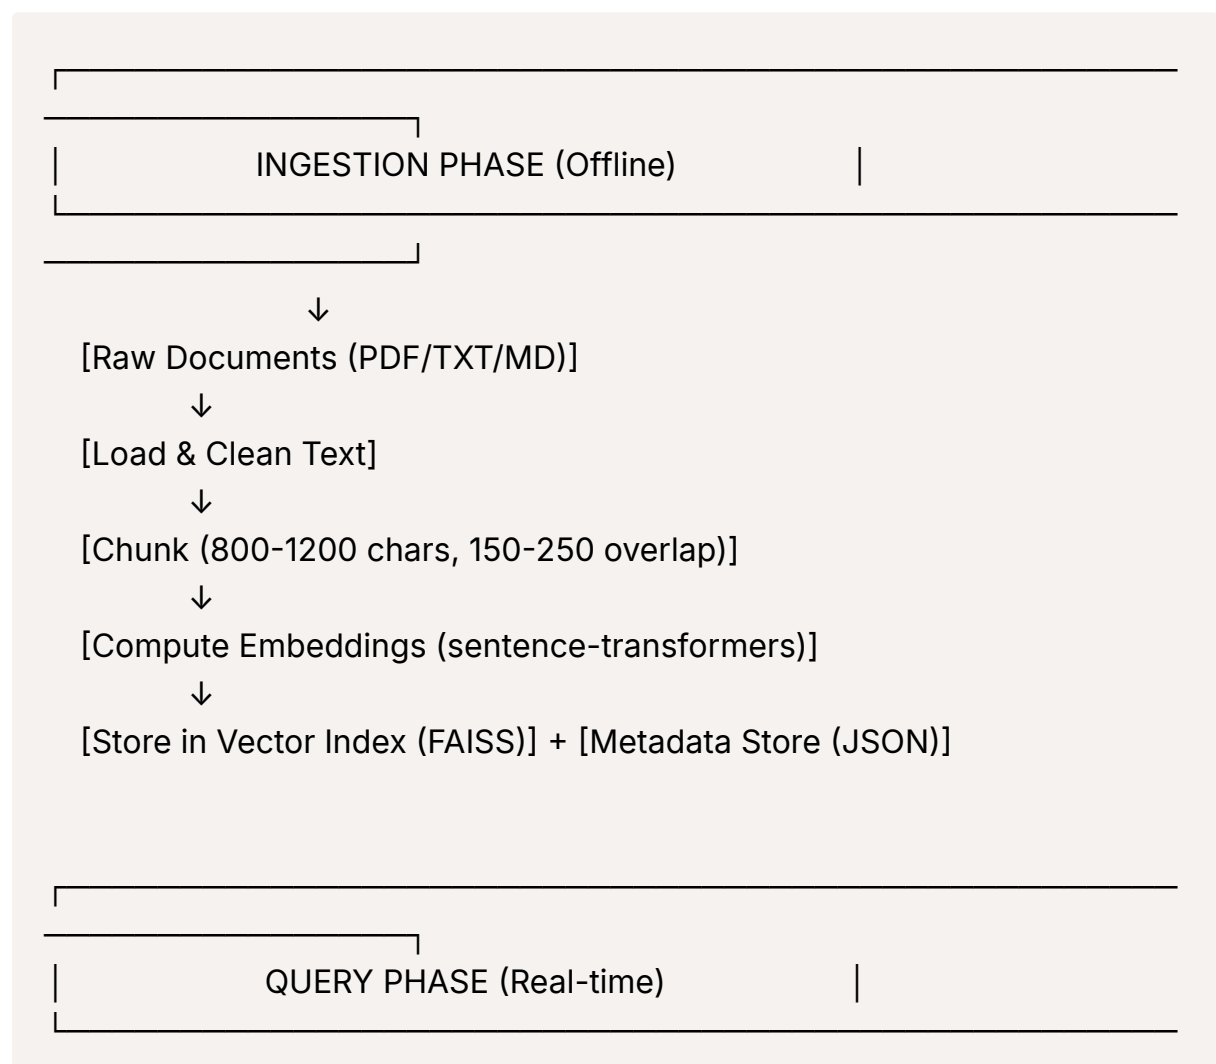 INGESTION PHASE (Offline)
↓
[Raw Documents (PDF/TXT/MD)]
↓
[Load & Clean Text]
↓
[Chunk (800-1200 chars, 150-250 overlap)]
↓
[Compute Embeddings (sentence-transformers)]
↓
[Store in Vector Index (FAISS)] + [Metadata Store (JSON)]
QUERY PHASE (Real-time)